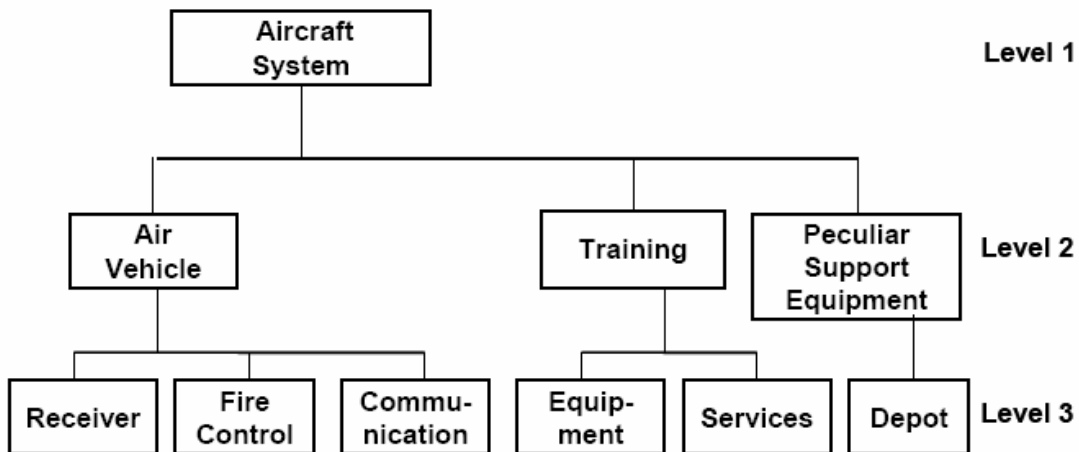 Aircraft
System
Level 1
Air
Vehicle
Training
Peculiar
Support
Equipment
Level 2
Receiver
Fire
Control
Commu-
nication
Equip-
ment
Services
Depot
Level 3